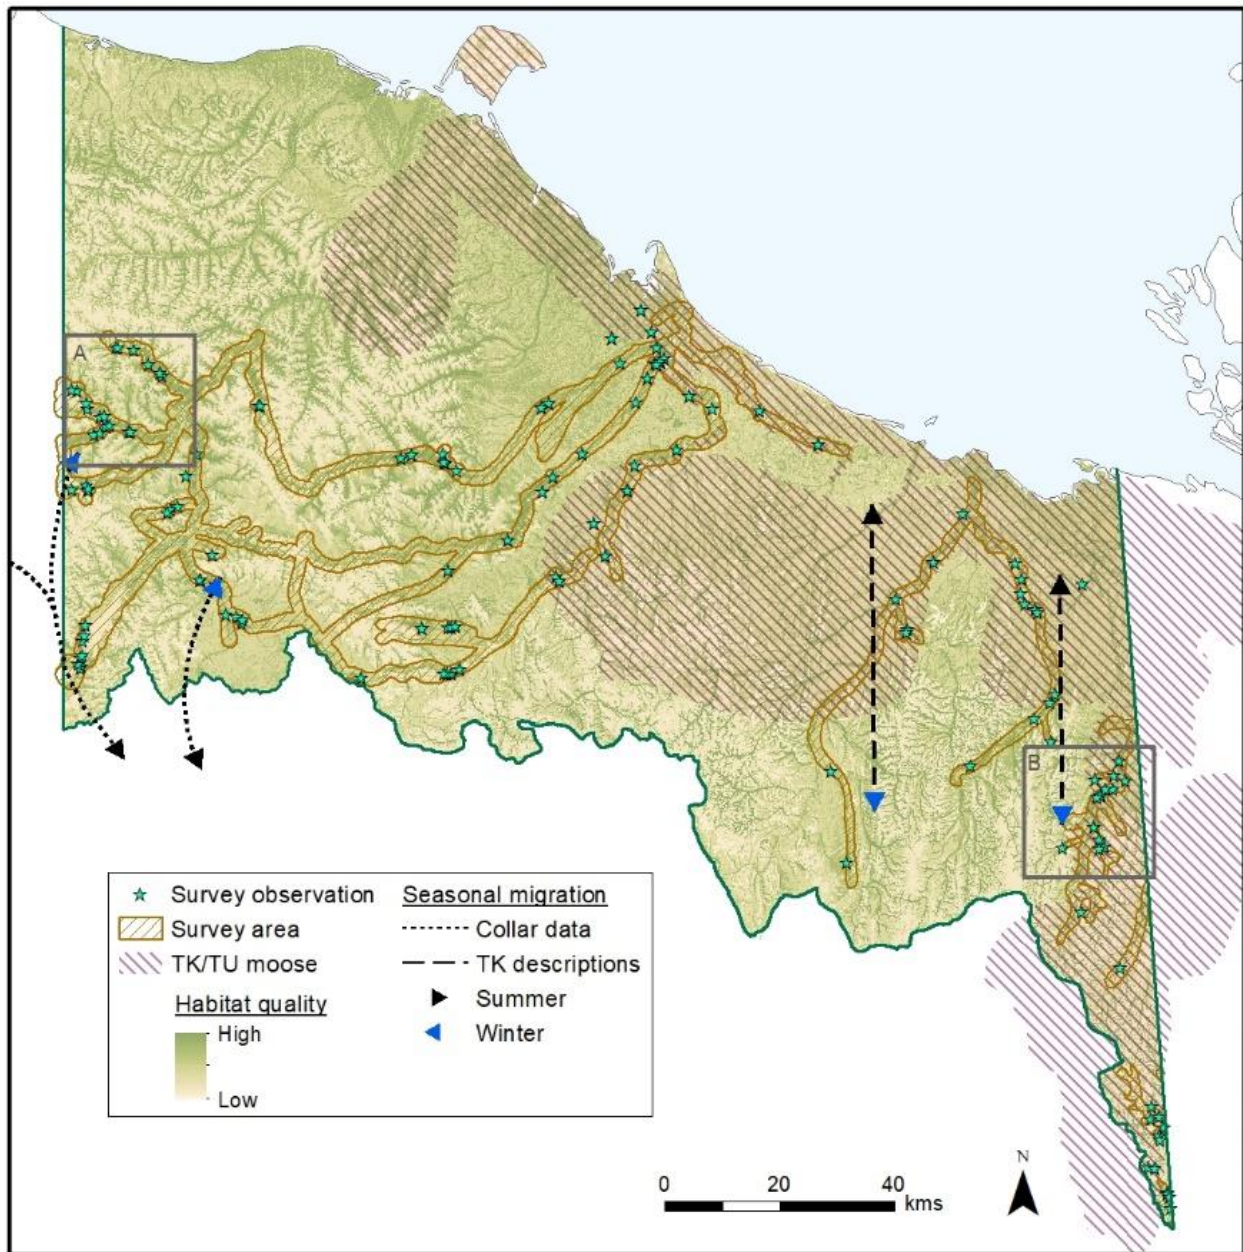 A
B
Survey observation
Survey area
TK/TU moose
Habitat quality
High
Low
Seasonal migration
Collar data
TK descriptions
Summer
Winter
0 20 40
kms
N